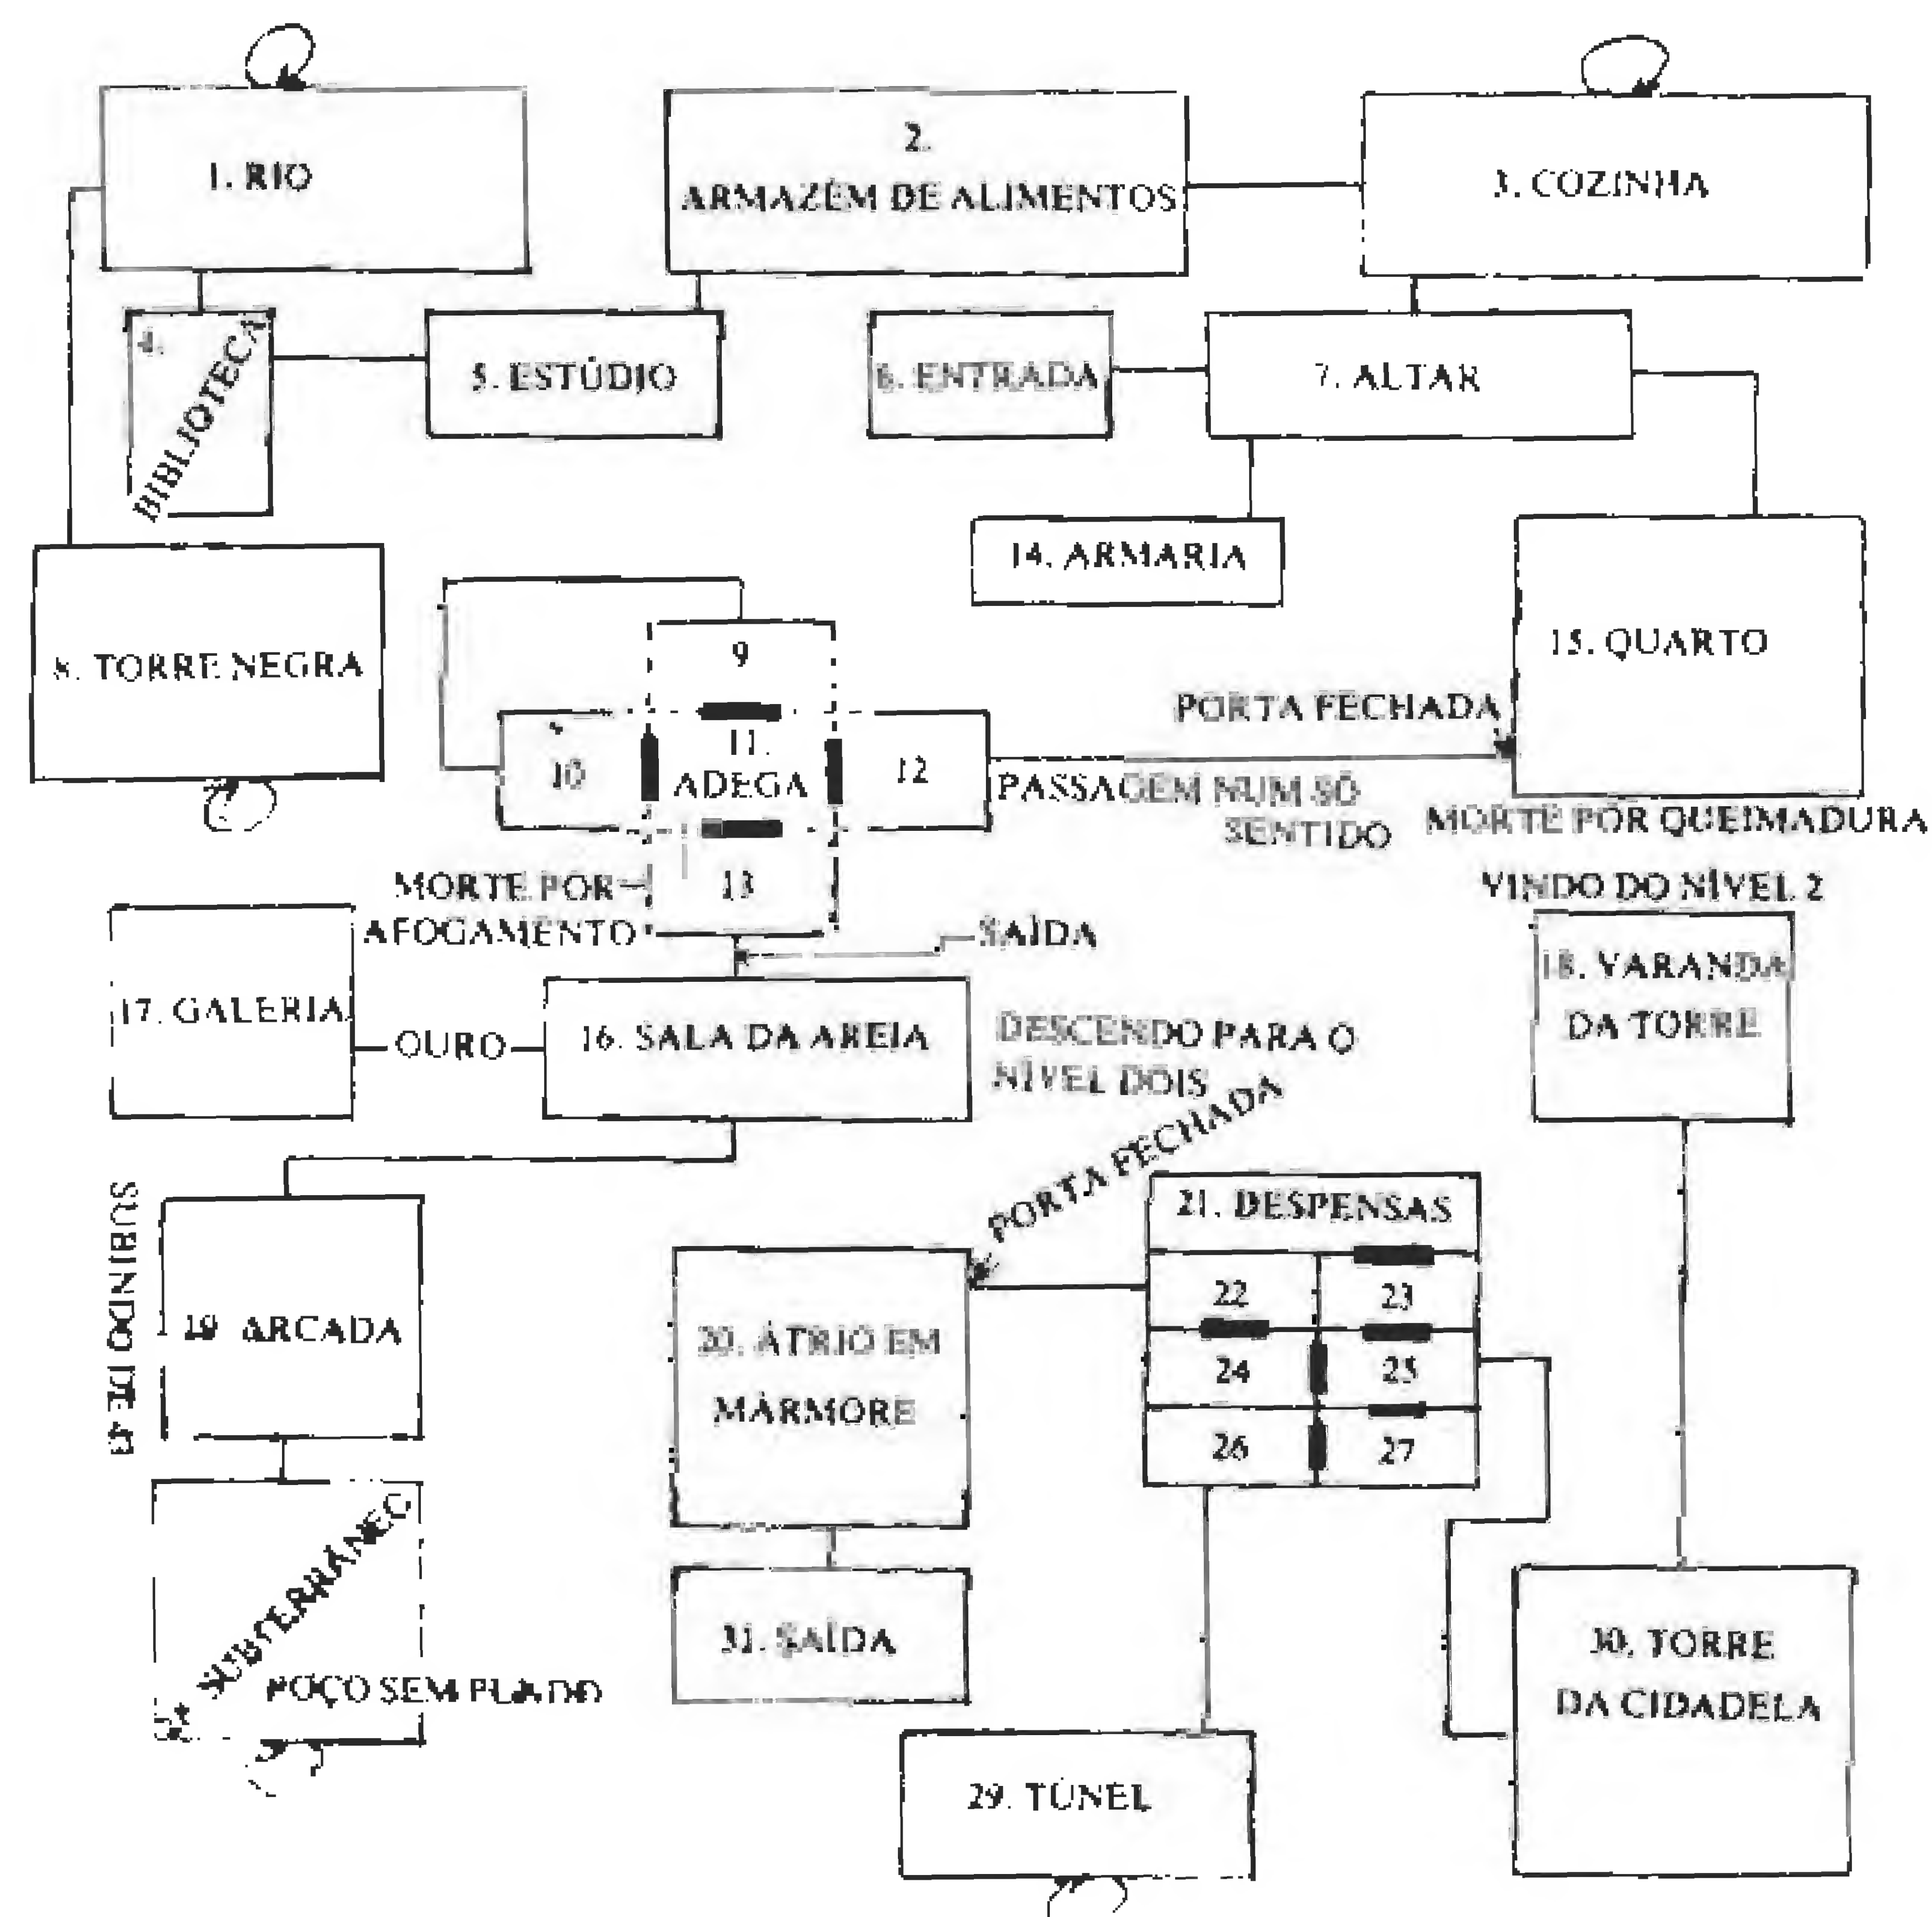 1. RIO
2.
ARMAZÉM DE ALIMENTOS
3. COZINHA
4.
BIBLIOTECA
5. ESTÚDIO
6. ENTRADA
7. ALTAR
14. ARMARIA
8. TORRE NEGRA
9
10
11.
ADEGA
12
13
15. QUARTO
PORTA FECHADA
PASSAGEM NUM SÓ
SENTIDO
MORTE POR QUEIMADURA
MORTE POR
AFOGAMENTO
SAÍDA
VINDO DO NÍVEL 2
17. GALERIA
OURO
16. SALA DA AREIA
DESCENDO PARA O
NÍVEL DOIS
18. VARANDA
DA TORRE
SUBINDO DE 43
19 ARCADA
PORTA FECHADA
20. ÁTRIO EM
MÁRMORE
21. DESPENSAS
22
23
24
25
26
27
SUBTERRÂNEO
POÇO SEM
31. SAÍDA
29. TÚNEL
30. TORRE
DA CIDADELA